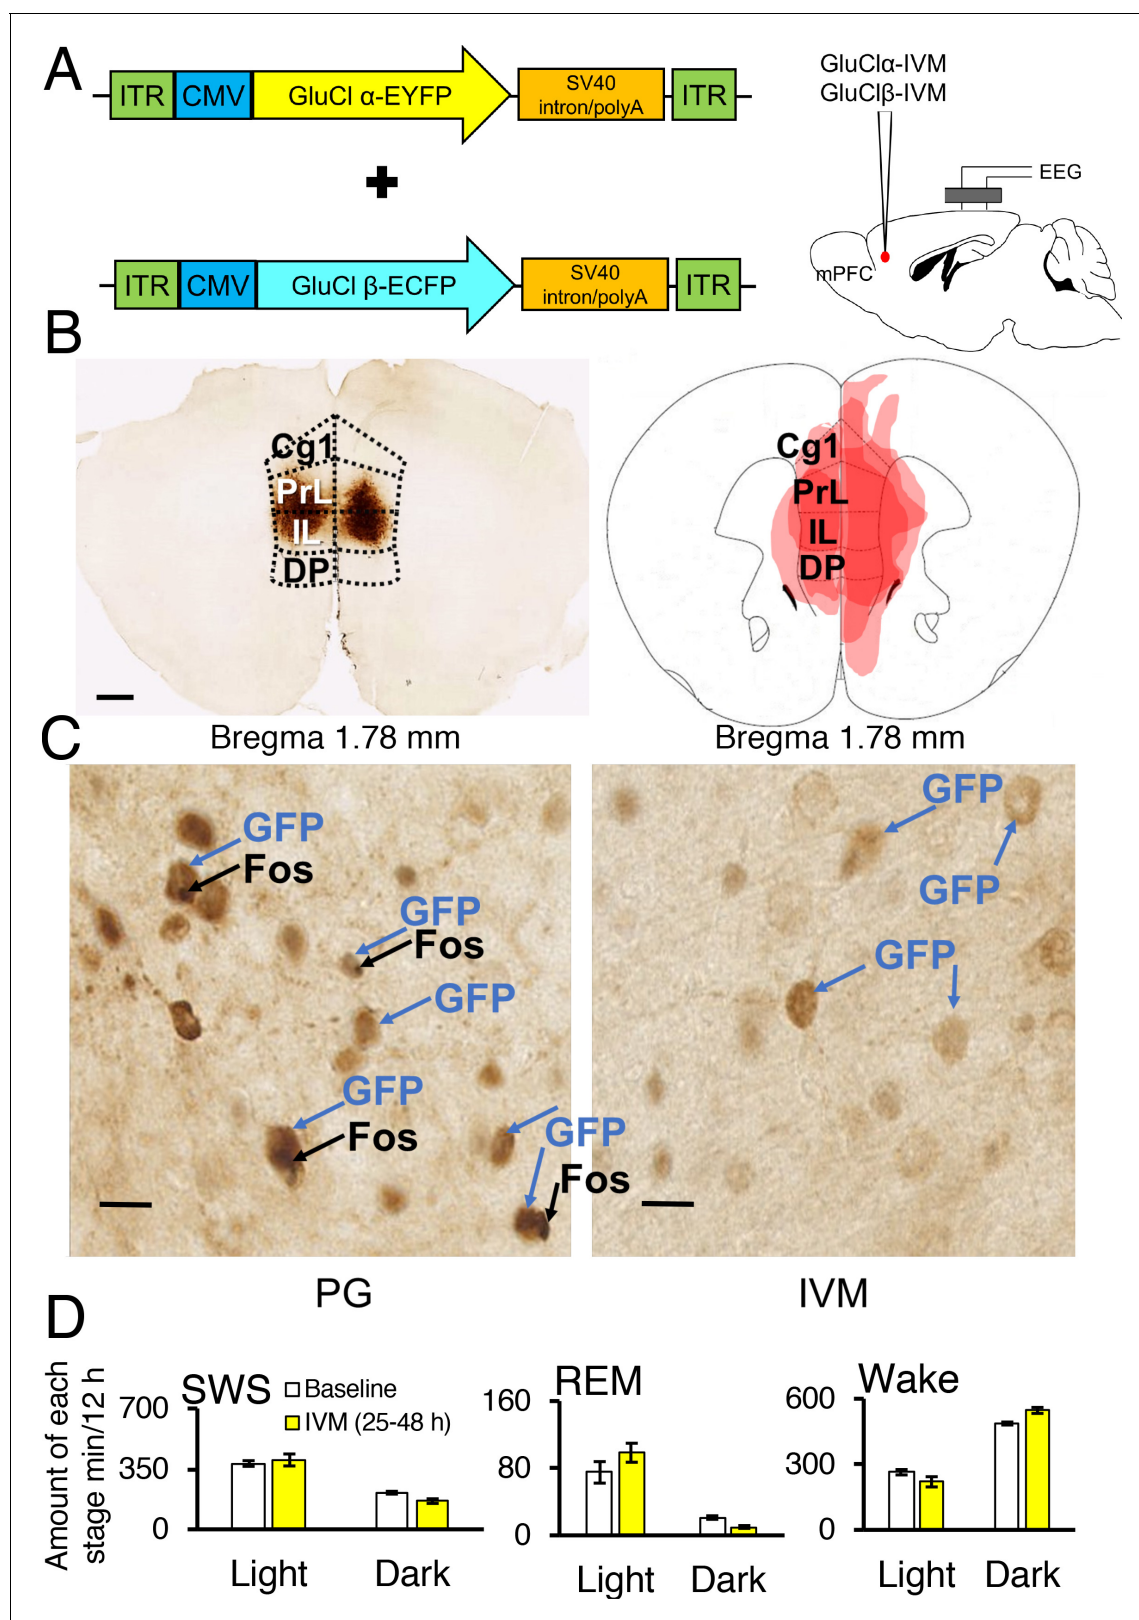 A
ITR CMV GluCl α-EYFP SV40 intron/polyA ITR
ITR CMV GluCl β-ECFP SV40 intron/polyA ITR
GluClα-IVM
GluClβ-IVM
EEG
mPFC
B
Cg1
PrL
IL
DP
Bregma 1.78 mm
Cg1
PrL
IL
DP
Bregma 1.78 mm
C
GFP
Fos
GFP
Fos
GFP
GFP
Fos
GFP
Fos
PG
GFP
GFP
GFP
IVM
D
Amount of each
stage min/12 h
SWS
Baseline
IVM (25-48 h)
700
350
0
Light Dark
REM
160
80
0
Light Dark
Wake
600
300
0
Light Dark